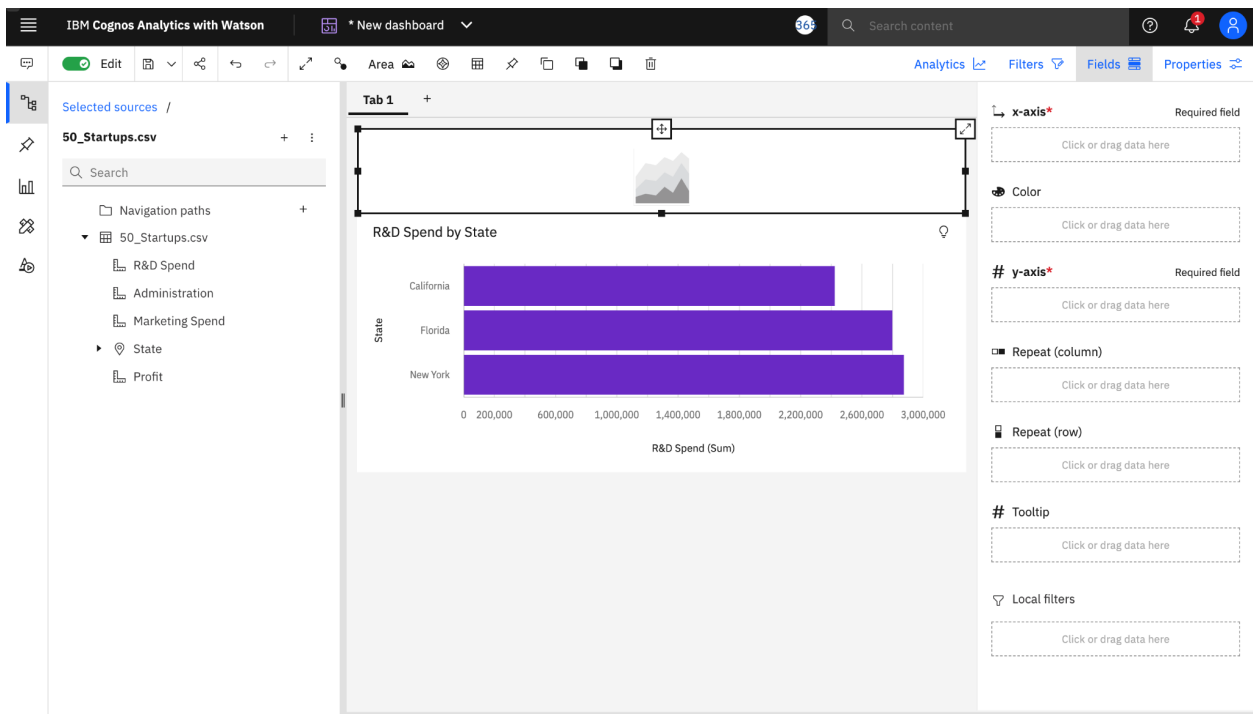 IBM Cognos Analytics with Watson
* New dashboard
365
Search content
1
Edit
Area
Analytics
Filters
Fields
Properties
Selected sources /
50_Startups.csv
Search
Navigation paths
50_Startups.csv
R&D Spend
Administration
Marketing Spend
State
Profit
Tab 1
R&D Spend by State
State
California
Florida
New York
0 200,000 600,000 1,000,000 1,400,000 1,800,000 2,200,000 2,600,000 3,000,000
R&D Spend (Sum)
x-axis* Required field
Click or drag data here
Color
Click or drag data here
# y-axis* Required field
Click or drag data here
Repeat (column)
Click or drag data here
Repeat (row)
Click or drag data here
# Tooltip
Click or drag data here
Local filters
Click or drag data here